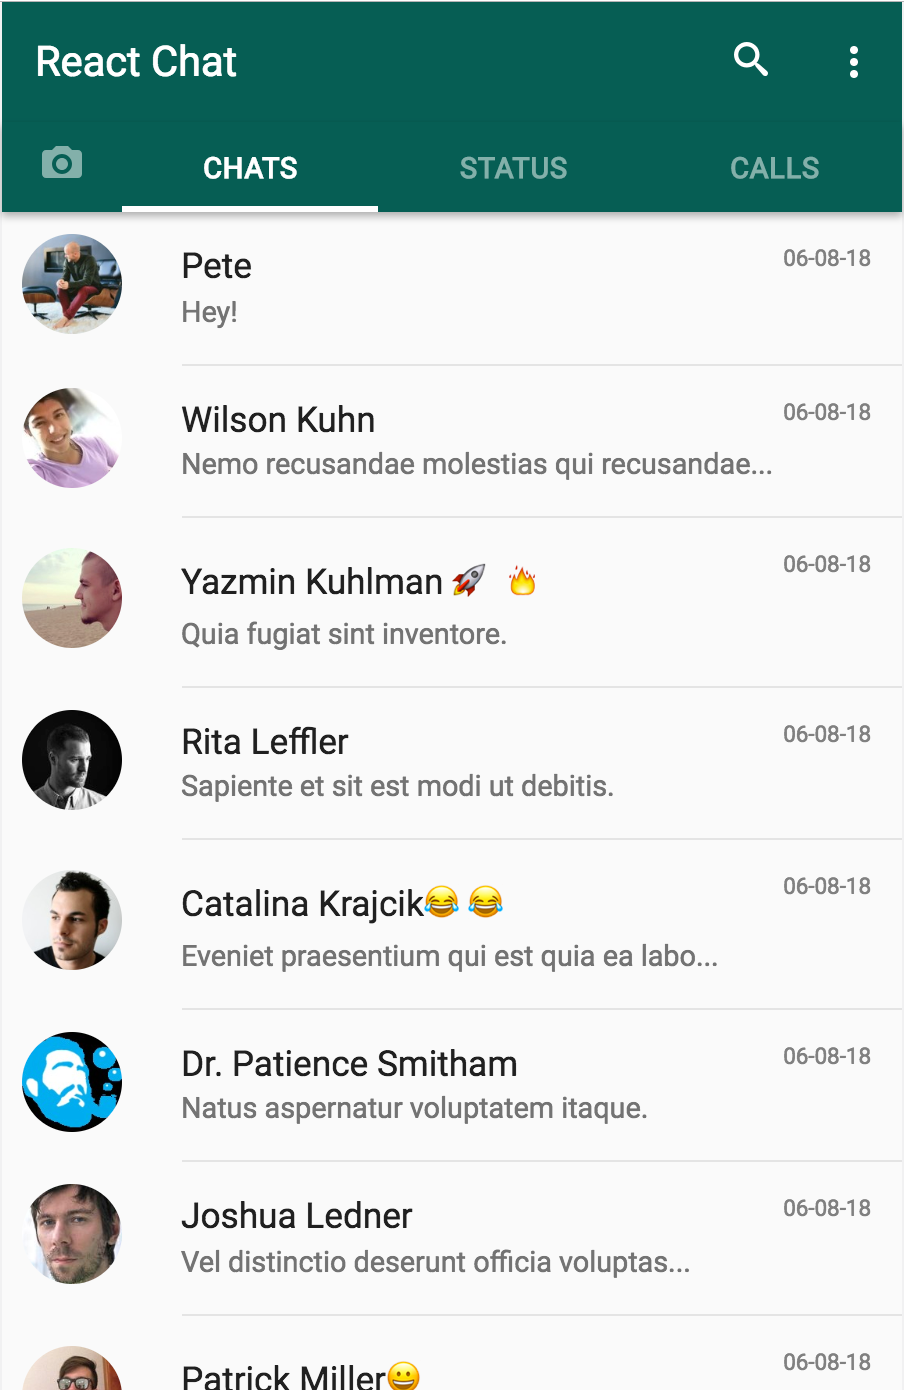 React Chat
CHATS STATUS CALLS
Pete 06-08-18
Hey!
Wilson Kuhn 06-08-18
Nemo recusandae molestias qui recusandae...
Yazmin Kuhlman 🚀 🔥 06-08-18
Quia fugiat sint inventore.
Rita Leffler 06-08-18
Sapiente et sit est modi ut debitis.
Catalina Krajcik😂 😂 06-08-18
Eveniet praesentium qui est quia ea labo...
Dr. Patience Smitham 06-08-18
Natus aspernatur voluptatem itaque.
Joshua Ledner 06-08-18
Vel distinctio deserunt officia voluptas...
Patrick Miller😀 06-08-18